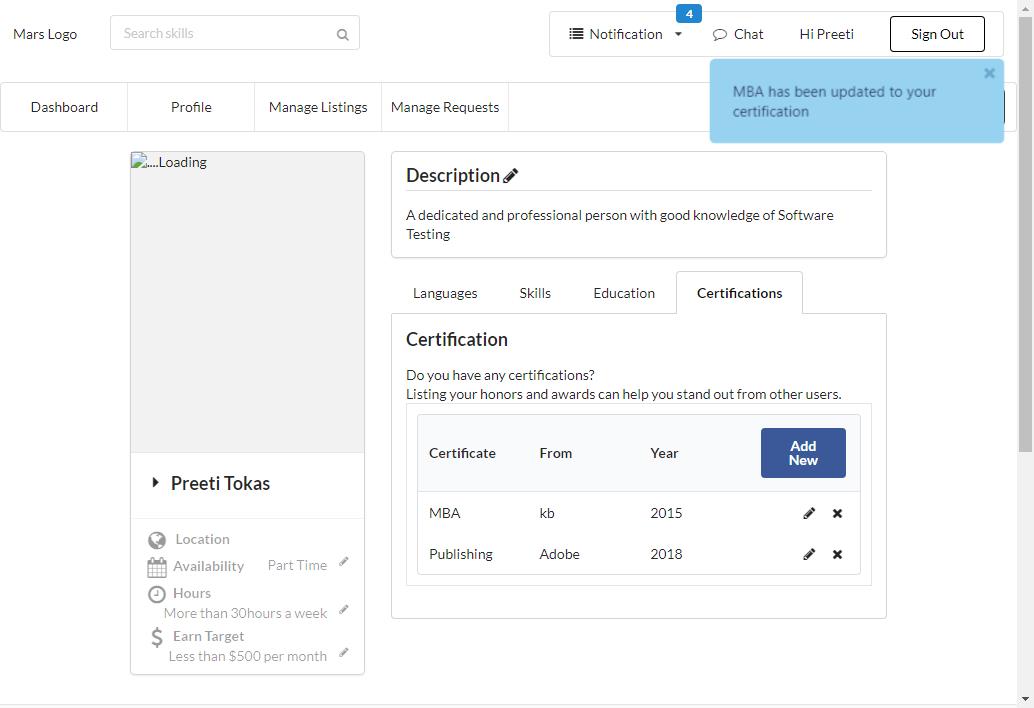 Mars Logo
Search skills
4
Notification
Chat
Hi Preeti
Sign Out
MBA has been updated to your
certification
Dashboard
Profile
Manage Listings
Manage Requests
....Loading
Description
A dedicated and professional person with good knowledge of Software
Testing
Languages
Skills
Education
Certifications
Certification
Do you have any certifications?
Listing your honors and awards can help you stand out from other users.
Certificate From Year Add
New
MBA kb 2015
Publishing Adobe 2018
Preeti Tokas
Location
Availability Part Time
Hours
More than 30hours a week
Earn Target
Less than $500 per month